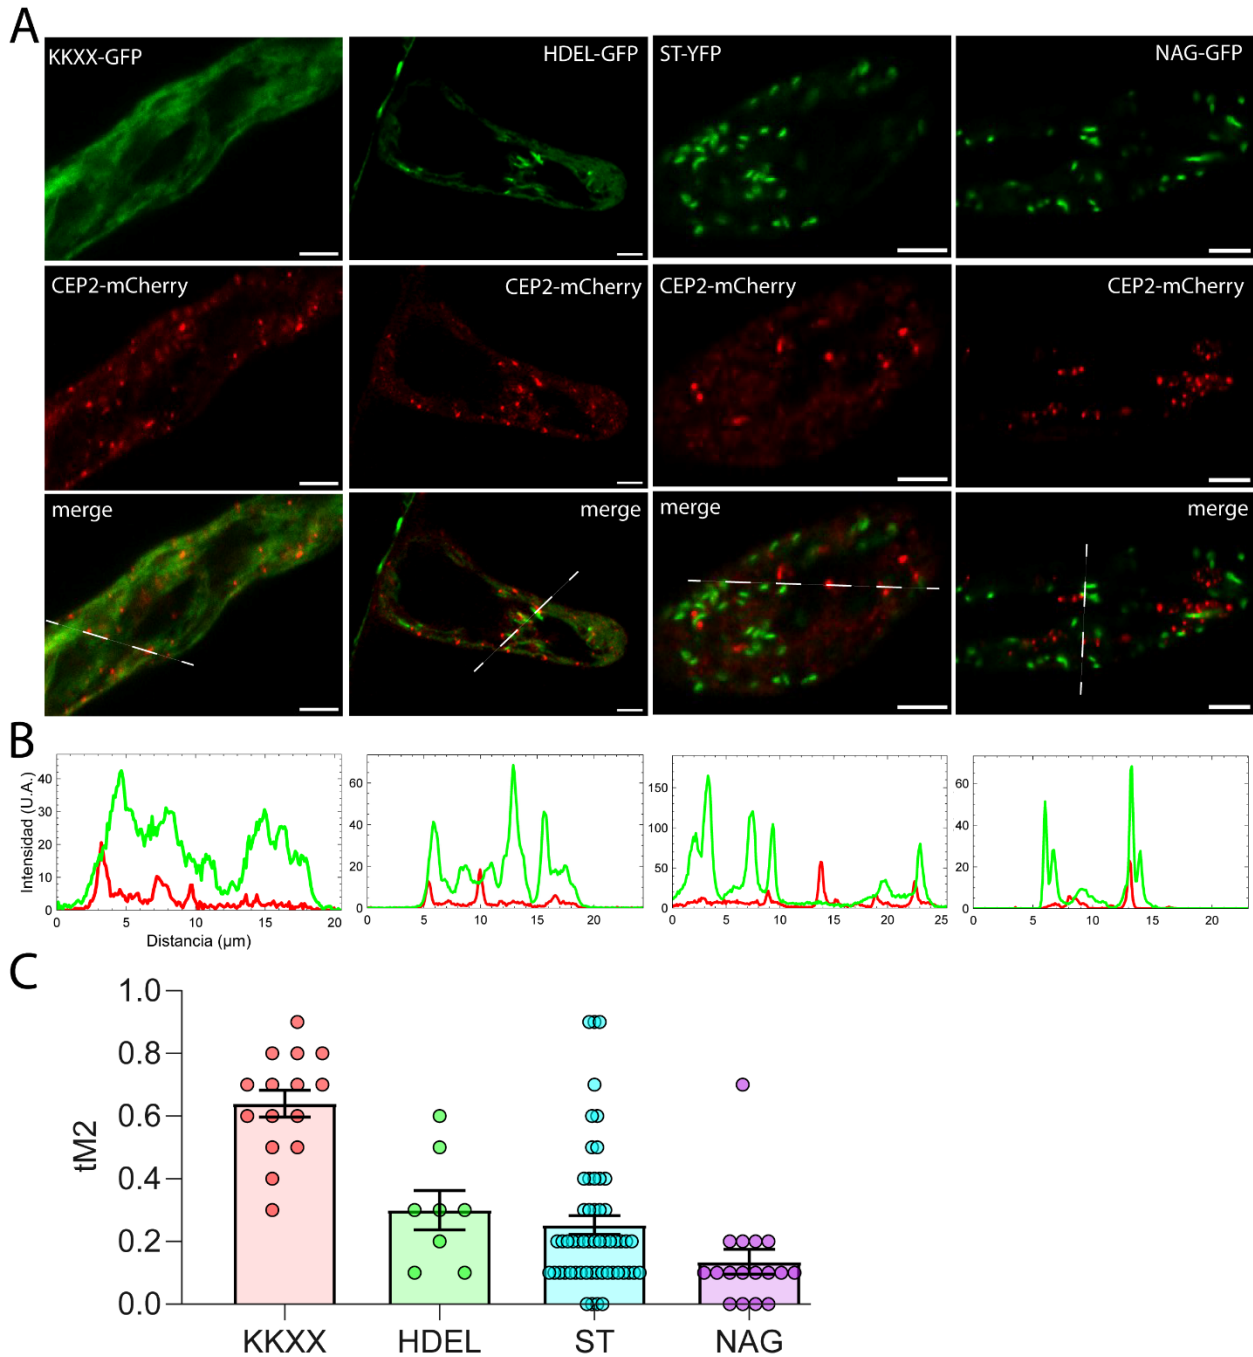 A
KKXX-GFP
HDEL-GFP
ST-YFP
NAG-GFP
CEP2-mCherry
CEP2-mCherry
CEP2-mCherry
CEP2-mCherry
merge
merge
merge
merge
B
Intensidad (U.A.)
40
30
20
10
0
0 5 10 15 20
Distancia (µm)
60
40
20
0
0 5 10 15 20
150
100
50
0
0 5 10 15 20 25
60
40
20
0
0 5 10 15 20
C
tM2
1.0
0.8
0.6
0.4
0.2
0.0
KKXX HDEL ST NAG